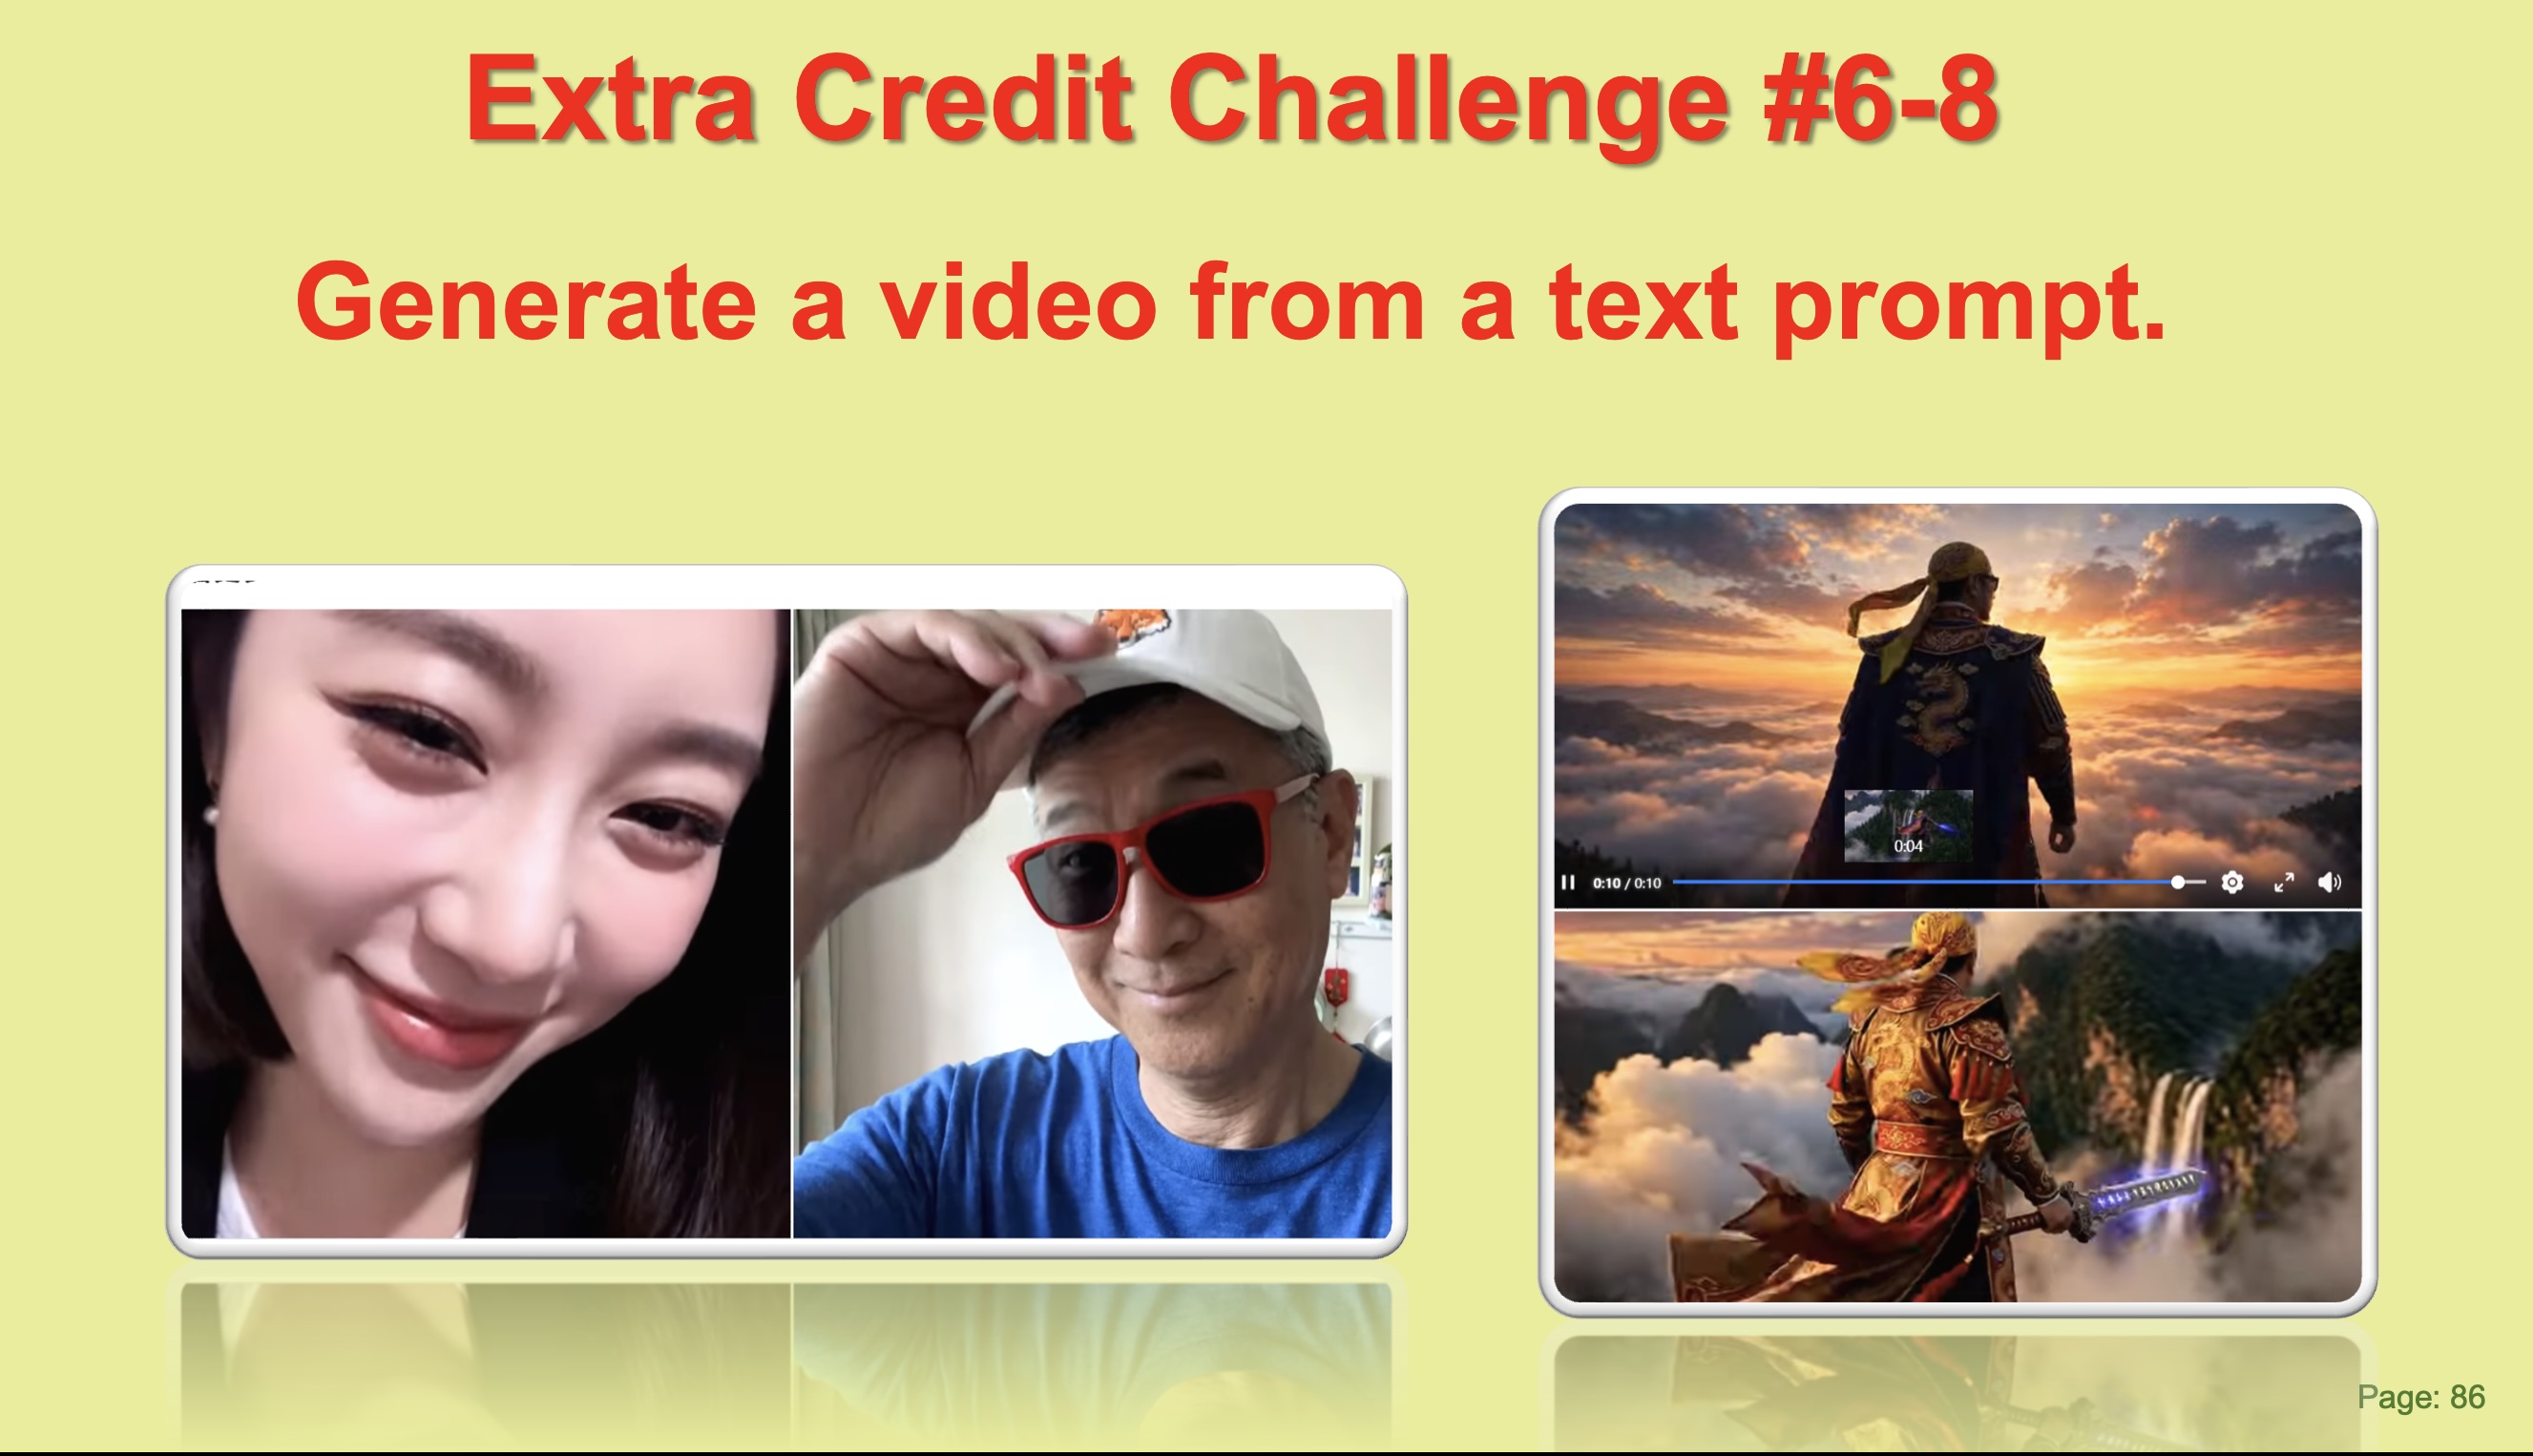 Extra Credit Challenge #6-8
Generate a video from a text prompt.
0:04
0:10 / 0:10
Page: 86